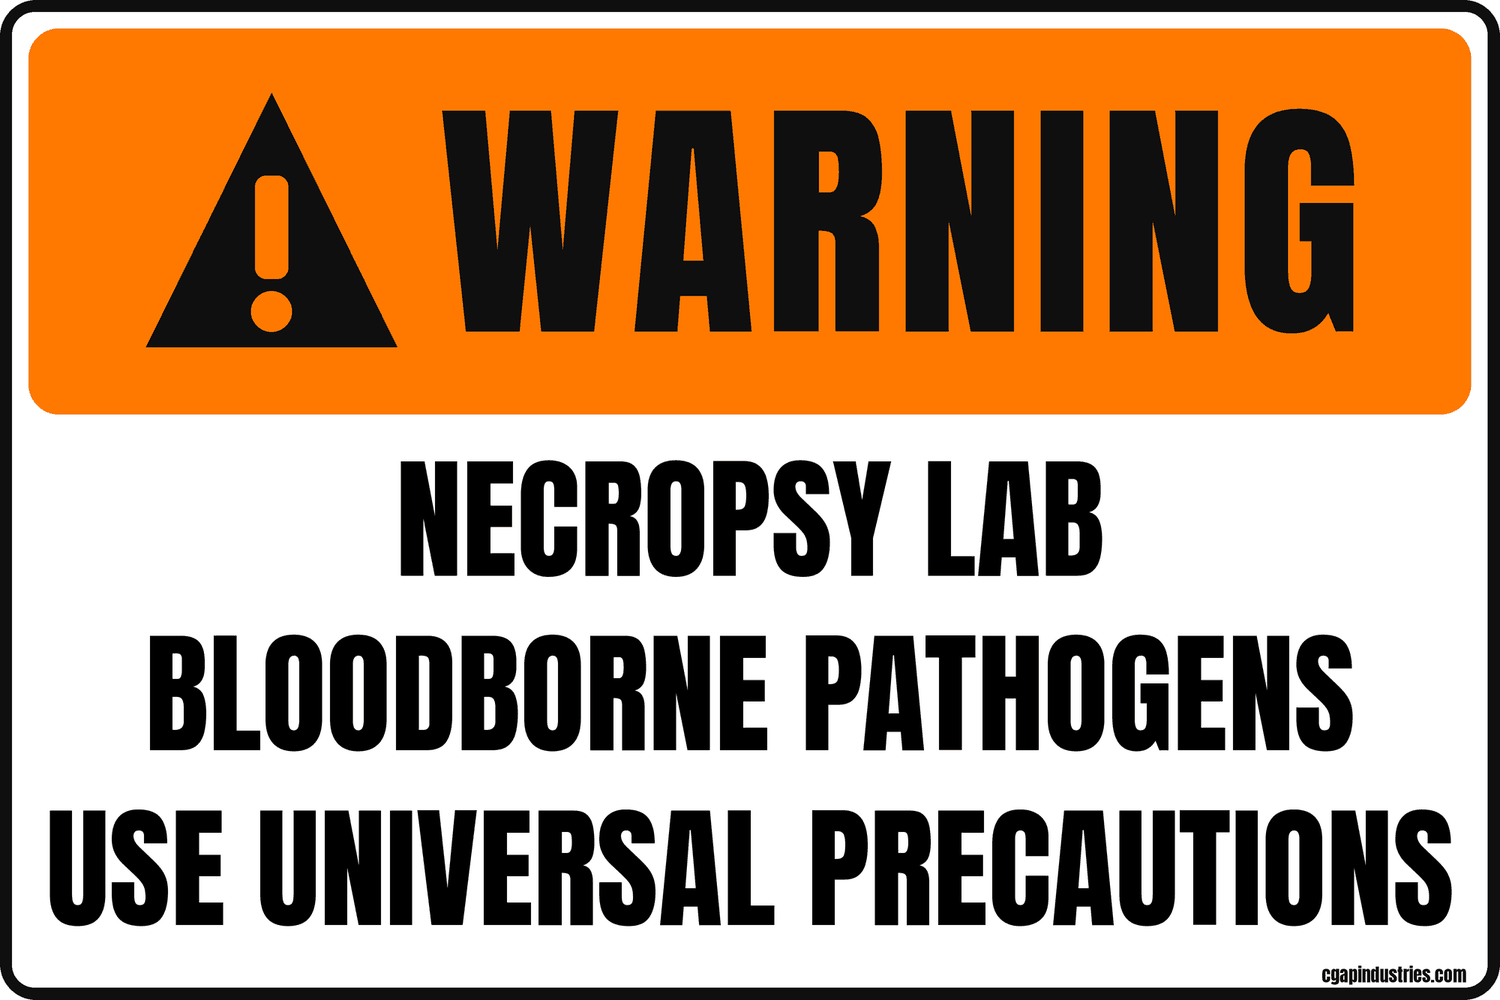 WARNING
NECROPSY LAB
BLOODBORNE PATHOGENS
USE UNIVERSAL PRECAUTIONS
cgapindustries.com